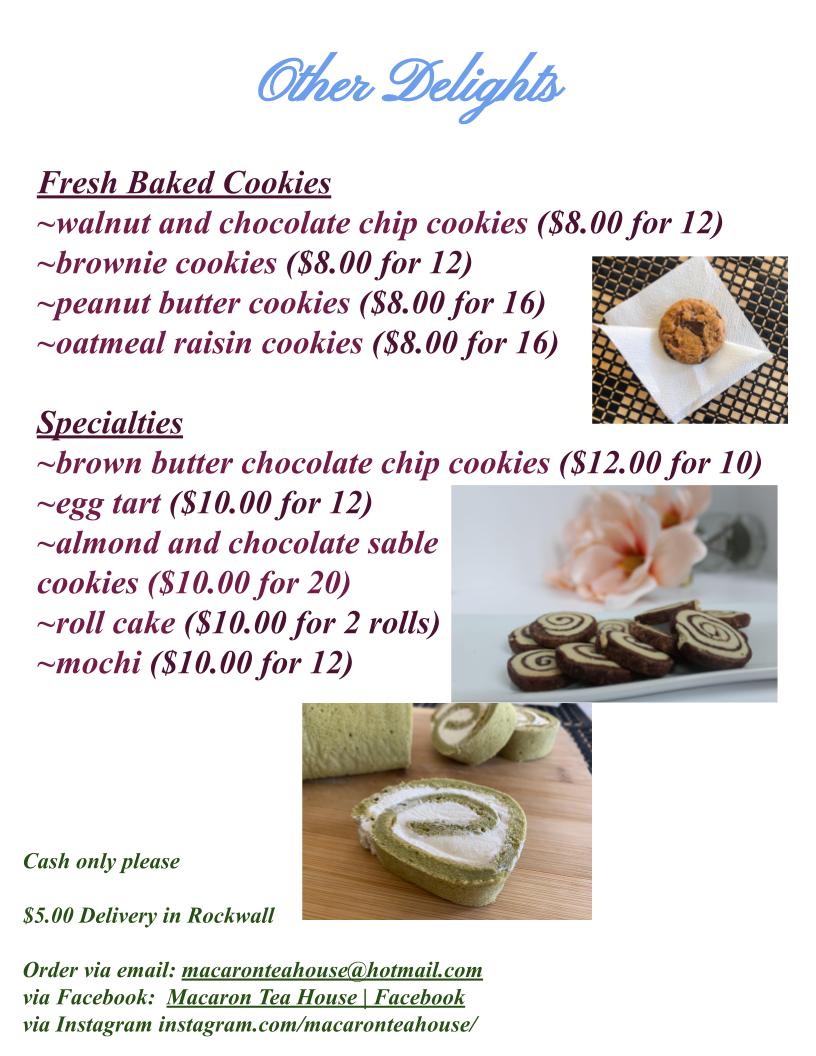 Other Delights
Fresh Baked Cookies
~walnut and chocolate chip cookies ($8.00 for 12)
~brownie cookies ($8.00 for 12)
~peanut butter cookies ($8.00 for 16)
~oatmeal raisin cookies ($8.00 for 16)
Specialties
~brown butter chocolate chip cookies ($12.00 for 10)
~egg tart ($10.00 for 12)
~almond and chocolate sable
cookies ($10.00 for 20)
~roll cake ($10.00 for 2 rolls)
~mochi ($10.00 for 12)
Cash only please
$5.00 Delivery in Rockwall
Order via email: macaronteahouse@hotmail.com
via Facebook: Macaron Tea House | Facebook
via Instagram instagram.com/macaronteahouse/